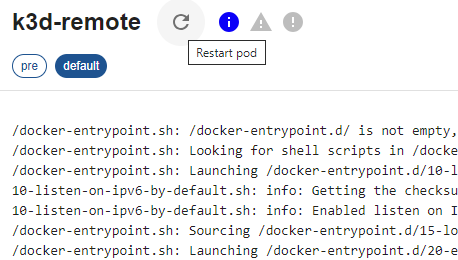 k3d-remote
Restart pod
pre default
/docker-entrypoint.sh: /docker-entrypoint.d/ is not empty,
/docker-entrypoint.sh: Looking for shell scripts in /docke
/docker-entrypoint.sh: Launching /docker-entrypoint.d/10-l
10-listen-on-ipv6-by-default.sh: info: Getting the checksu
10-listen-on-ipv6-by-default.sh: info: Enabled listen on I
/docker-entrypoint.sh: Sourcing /docker-entrypoint.d/15-lo
/docker-entrypoint.sh: Launching /docker-entrypoint.d/20-e